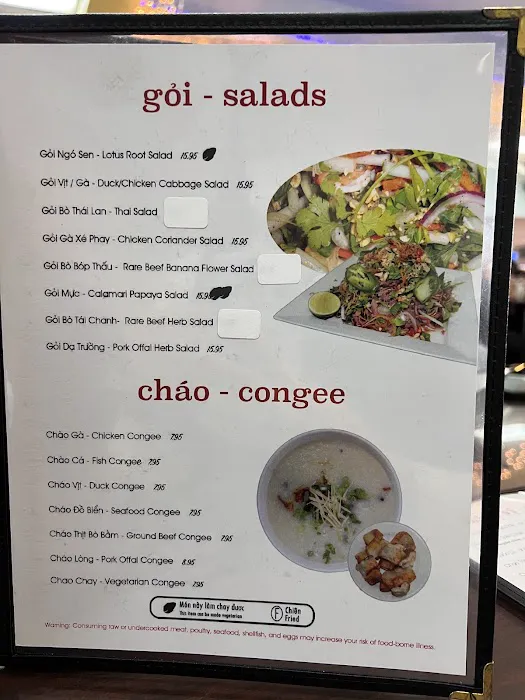 gỏi - salads
Gỏi Ngó Sen - Lotus Root Salad 15.95
Gỏi Vịt / Gà - Duck/Chicken Cabbage Salad 15.95
Gỏi Bò Thái Lan - Thai Salad
Gỏi Gà Xé Phay - Chicken Coriander Salad 15.95
Gỏi Bò Bóp Thấu - Rare Beef Banana Flower Salad
Gỏi Mực - Calamari Papaya Salad 15.95
Gỏi Bò Tái Chanh- Rare Beef Herb Salad
Gỏi Dạ Trường - Pork Offal Herb Salad 15.95
cháo - congee
Cháo Gà - Chicken Congee 7.95
Cháo Cá - Fish Congee 7.95
Cháo Vịt - Duck Congee 7.95
Cháo Đồ Biển - Seafood Congee 7.95
Cháo Thịt Bò Bằm - Ground Beef Congee 7.95
Cháo Lòng - Pork Offal Congee 8.95
Chao Chay - Vegetarian Congee 7.95
Món này làm chay được
This item can be made vegetarian
F Chiên
Fried
Warning: Consuming raw or undercooked meat, poultry, seafood, shellfish, and eggs may increase your risk of food-borne illness.